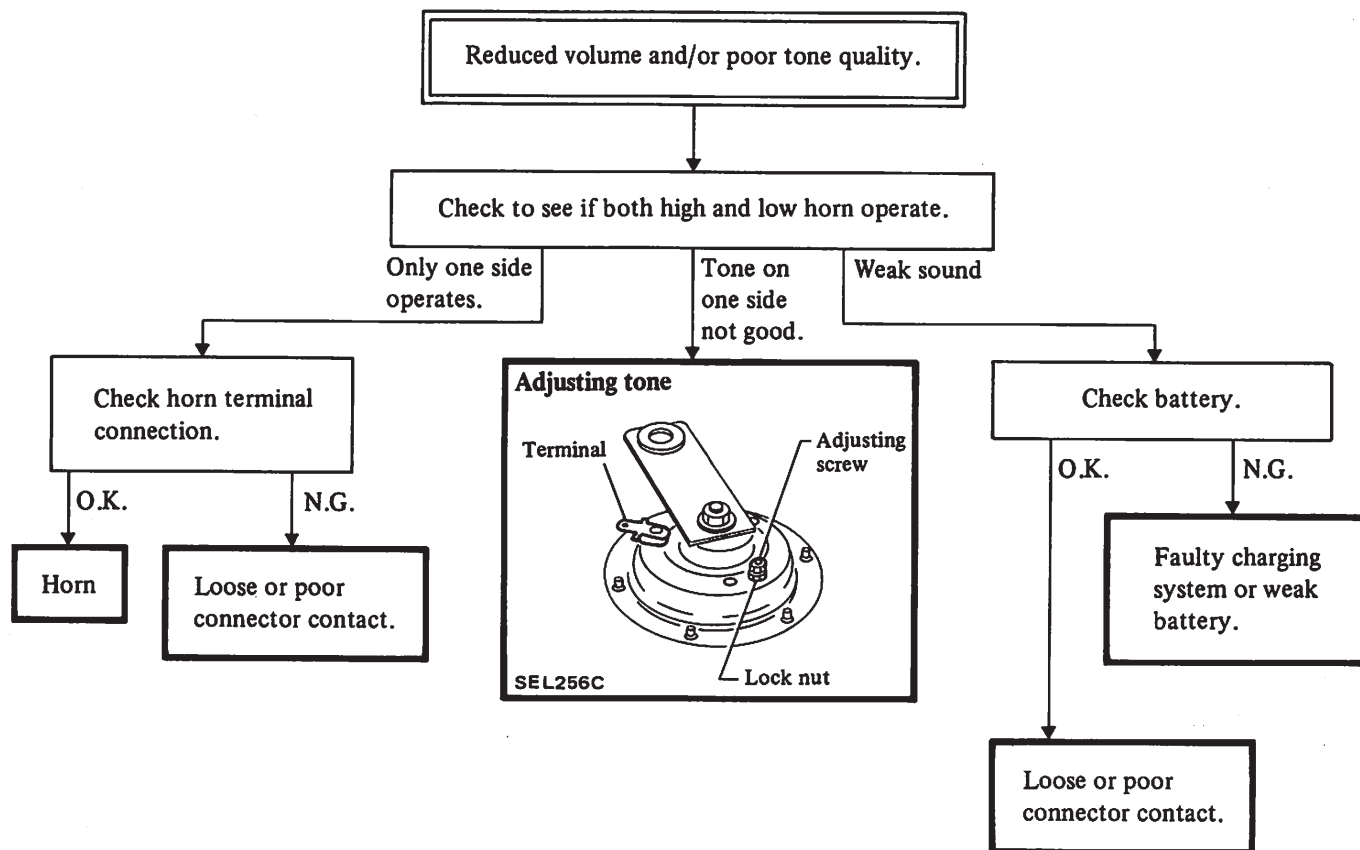 Reduced volume and/or poor tone quality.
Check to see if both high and low horn operate.
Only one side
operates.
Tone on
one side
not good.
Weak sound
Check horn terminal
connection.
O.K.
N.G.
Horn
Loose or poor
connector contact.
Adjusting tone
Terminal
Adjusting
screw
Lock nut
SEL256C
Check battery.
O.K.
N.G.
Faulty charging
system or weak
battery.
Loose or poor
connector contact.